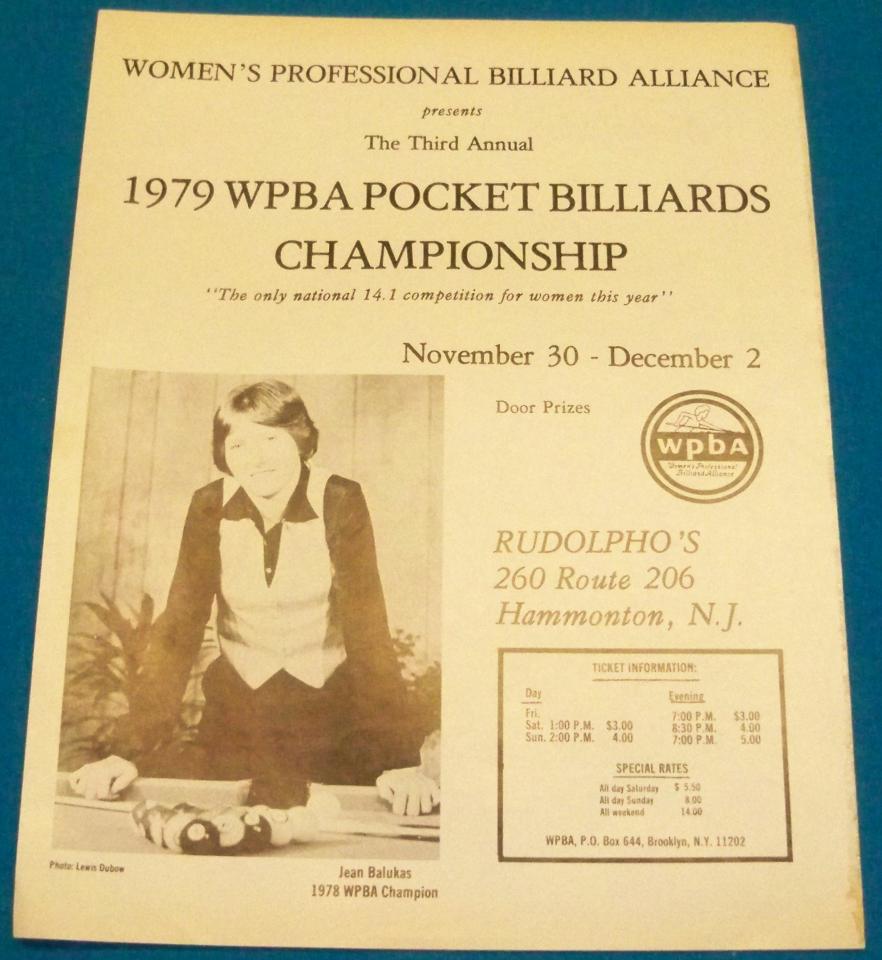 WOMEN'S PROFESSIONAL BILLIARD ALLIANCE
presents
The Third Annual
1979 WPBA POCKET BILLIARDS
CHAMPIONSHIP
"The only national 14.1 competition for women this year"
November 30 - December 2
Door Prizes
wpbA
Women's Professional
Billiard Alliance
RUDOLPHO'S
260 Route 206
Hammonton, N.J.
TICKET INFORMATION:
Day Evening
Fri. 7:00 P.M. $3.00
Sat. 1:00 P.M. $3.00 8:30 P.M. 4.00
Sun. 2:00 P.M. 4.00 7:00 P.M. 5.00
SPECIAL RATES
All day Saturday $ 5.50
All day Sunday 8.00
All weekend 14.00
WPBA, P.O. Box 644, Brooklyn, N.Y. 11202
Photo: Lewis Dubow
Jean Balukas
1978 WPBA Champion